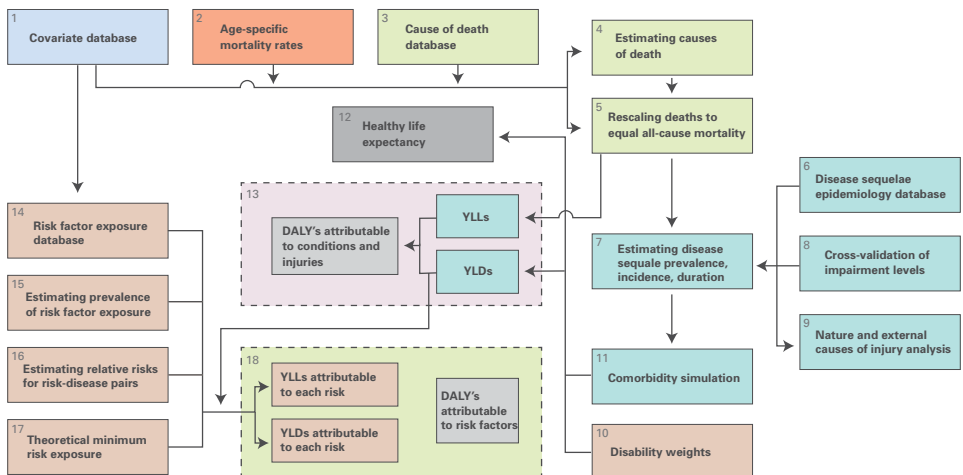 1
Covariate database
2
Age-specific
mortality rates
3
Cause of death
database
4
Estimating causes
of death
5
Rescaling deaths to
equal all-cause mortality
12
Healthy life
expectancy
6
Disease sequelae
epidemiology database
13
YLLs
DALY's attributable
to conditions and
injuries
YLDs
14
Risk factor exposure
database
7
Estimating disease
sequale prevalence,
incidence, duration
8
Cross-validation of
impairment levels
15
Estimating prevalence
of risk factor exposure
9
Nature and external
causes of injury analysis
16
Estimating relative risks
for risk-disease pairs
18
YLLs attributable
to each risk
DALY's
attributable
to risk factors
YLDs attributable
to each risk
11
Comorbidity simulation
17
Theoretical minimum
risk exposure
10
Disability weights